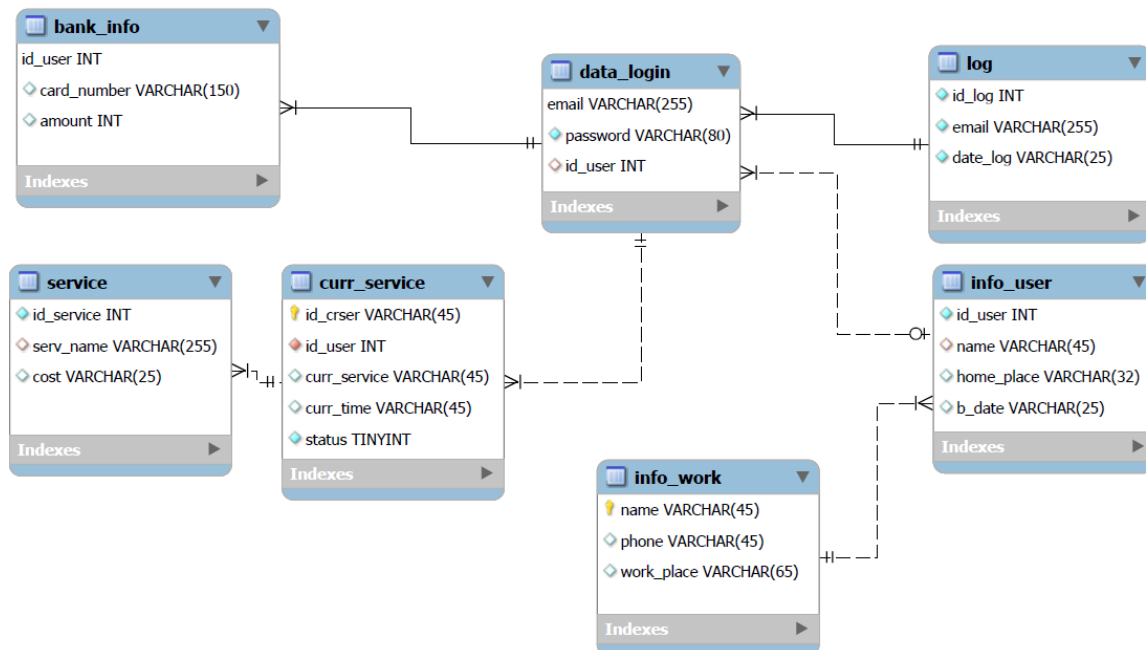 bank_info
id_user INT
card_number VARCHAR(150)
amount INT
Indexes
data_login
email VARCHAR(255)
password VARCHAR(80)
id_user INT
Indexes
log
id_log INT
email VARCHAR(255)
date_log VARCHAR(25)
Indexes
service
id_service INT
serv_name VARCHAR(255)
cost VARCHAR(25)
Indexes
curr_service
id_crser VARCHAR(45)
id_user INT
curr_service VARCHAR(45)
curr_time VARCHAR(45)
status TINYINT
Indexes
info_user
id_user INT
name VARCHAR(45)
home_place VARCHAR(32)
b_date VARCHAR(25)
Indexes
info_work
name VARCHAR(45)
phone VARCHAR(45)
work_place VARCHAR(65)
Indexes